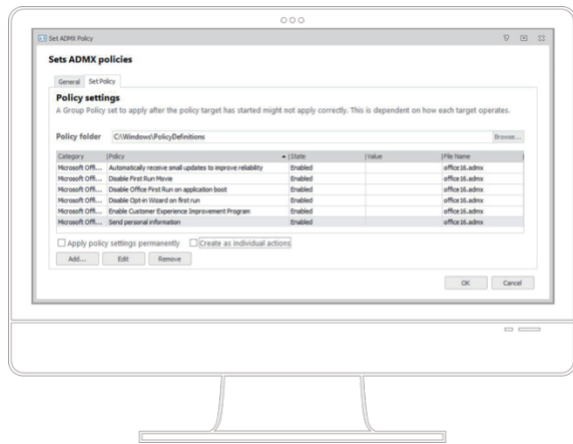 Set ADMX Policy
Sets ADMX policies
General Set Policy
Policy settings
A Group Policy set to apply after the policy target has started might not apply correctly. This is dependent on how each target operates.
Policy folder C:\Windows\PolicyDefinitions Browse...
Category Policy State Value File Name
Microsoft Offi... Automatically receive small updates to improve reliability Enabled office16.admx
Microsoft Offi... Disable First Run Movie Enabled office16.admx
Microsoft Offi... Disable Office First Run on application boot Enabled office16.admx
Microsoft Offi... Disable Opt-in Wizard on first run Enabled office16.admx
Microsoft Offi... Enable Customer Experience Improvement Program Enabled office16.admx
Microsoft Offi... Send personal information Enabled office16.admx
Apply policy settings permanently Create as individual actions
Add... Edit Remove
OK Cancel